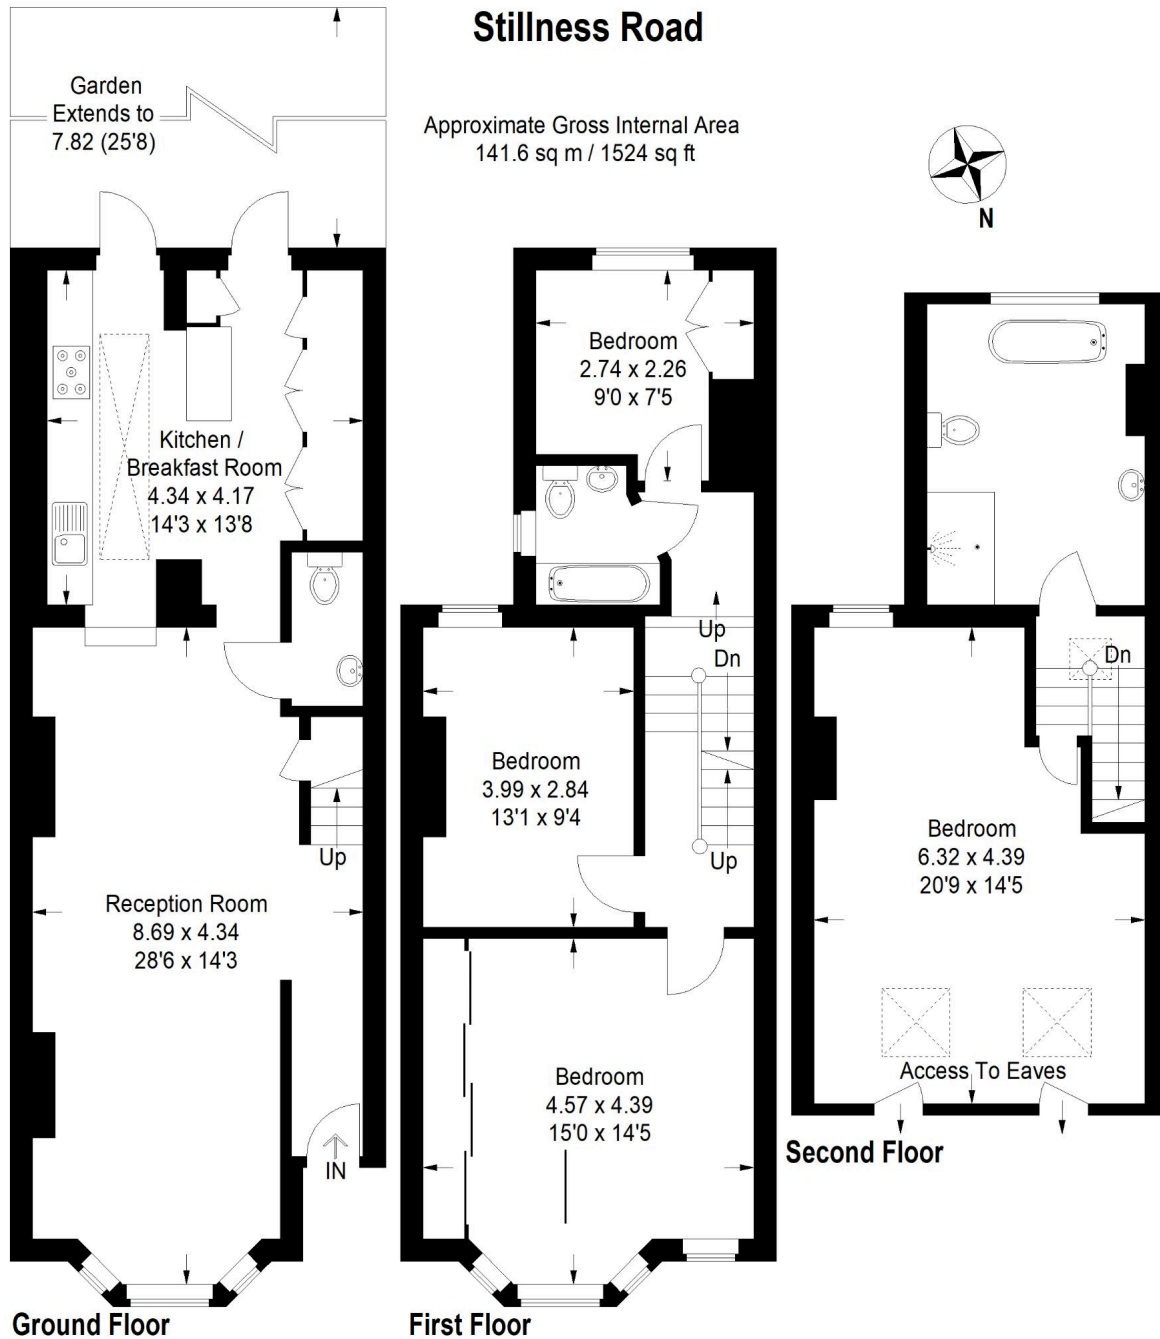 Stillness Road
Approximate Gross Internal Area
141.6 sq m / 1524 sq ft
N
Garden
Extends to
7.82 (25'8)
Kitchen /
Breakfast Room
4.34 x 4.17
14'3 x 13'8
Up
Reception Room
8.69 x 4.34
28'6 x 14'3
IN
Ground Floor
Bedroom
2.74 x 2.26
9'0 x 7'5
Up
Dn
Bedroom
3.99 x 2.84
13'1 x 9'4
Up
Bedroom
4.57 x 4.39
15'0 x 14'5
First Floor
Dn
Bedroom
6.32 x 4.39
20'9 x 14'5
Access To Eaves
Second Floor